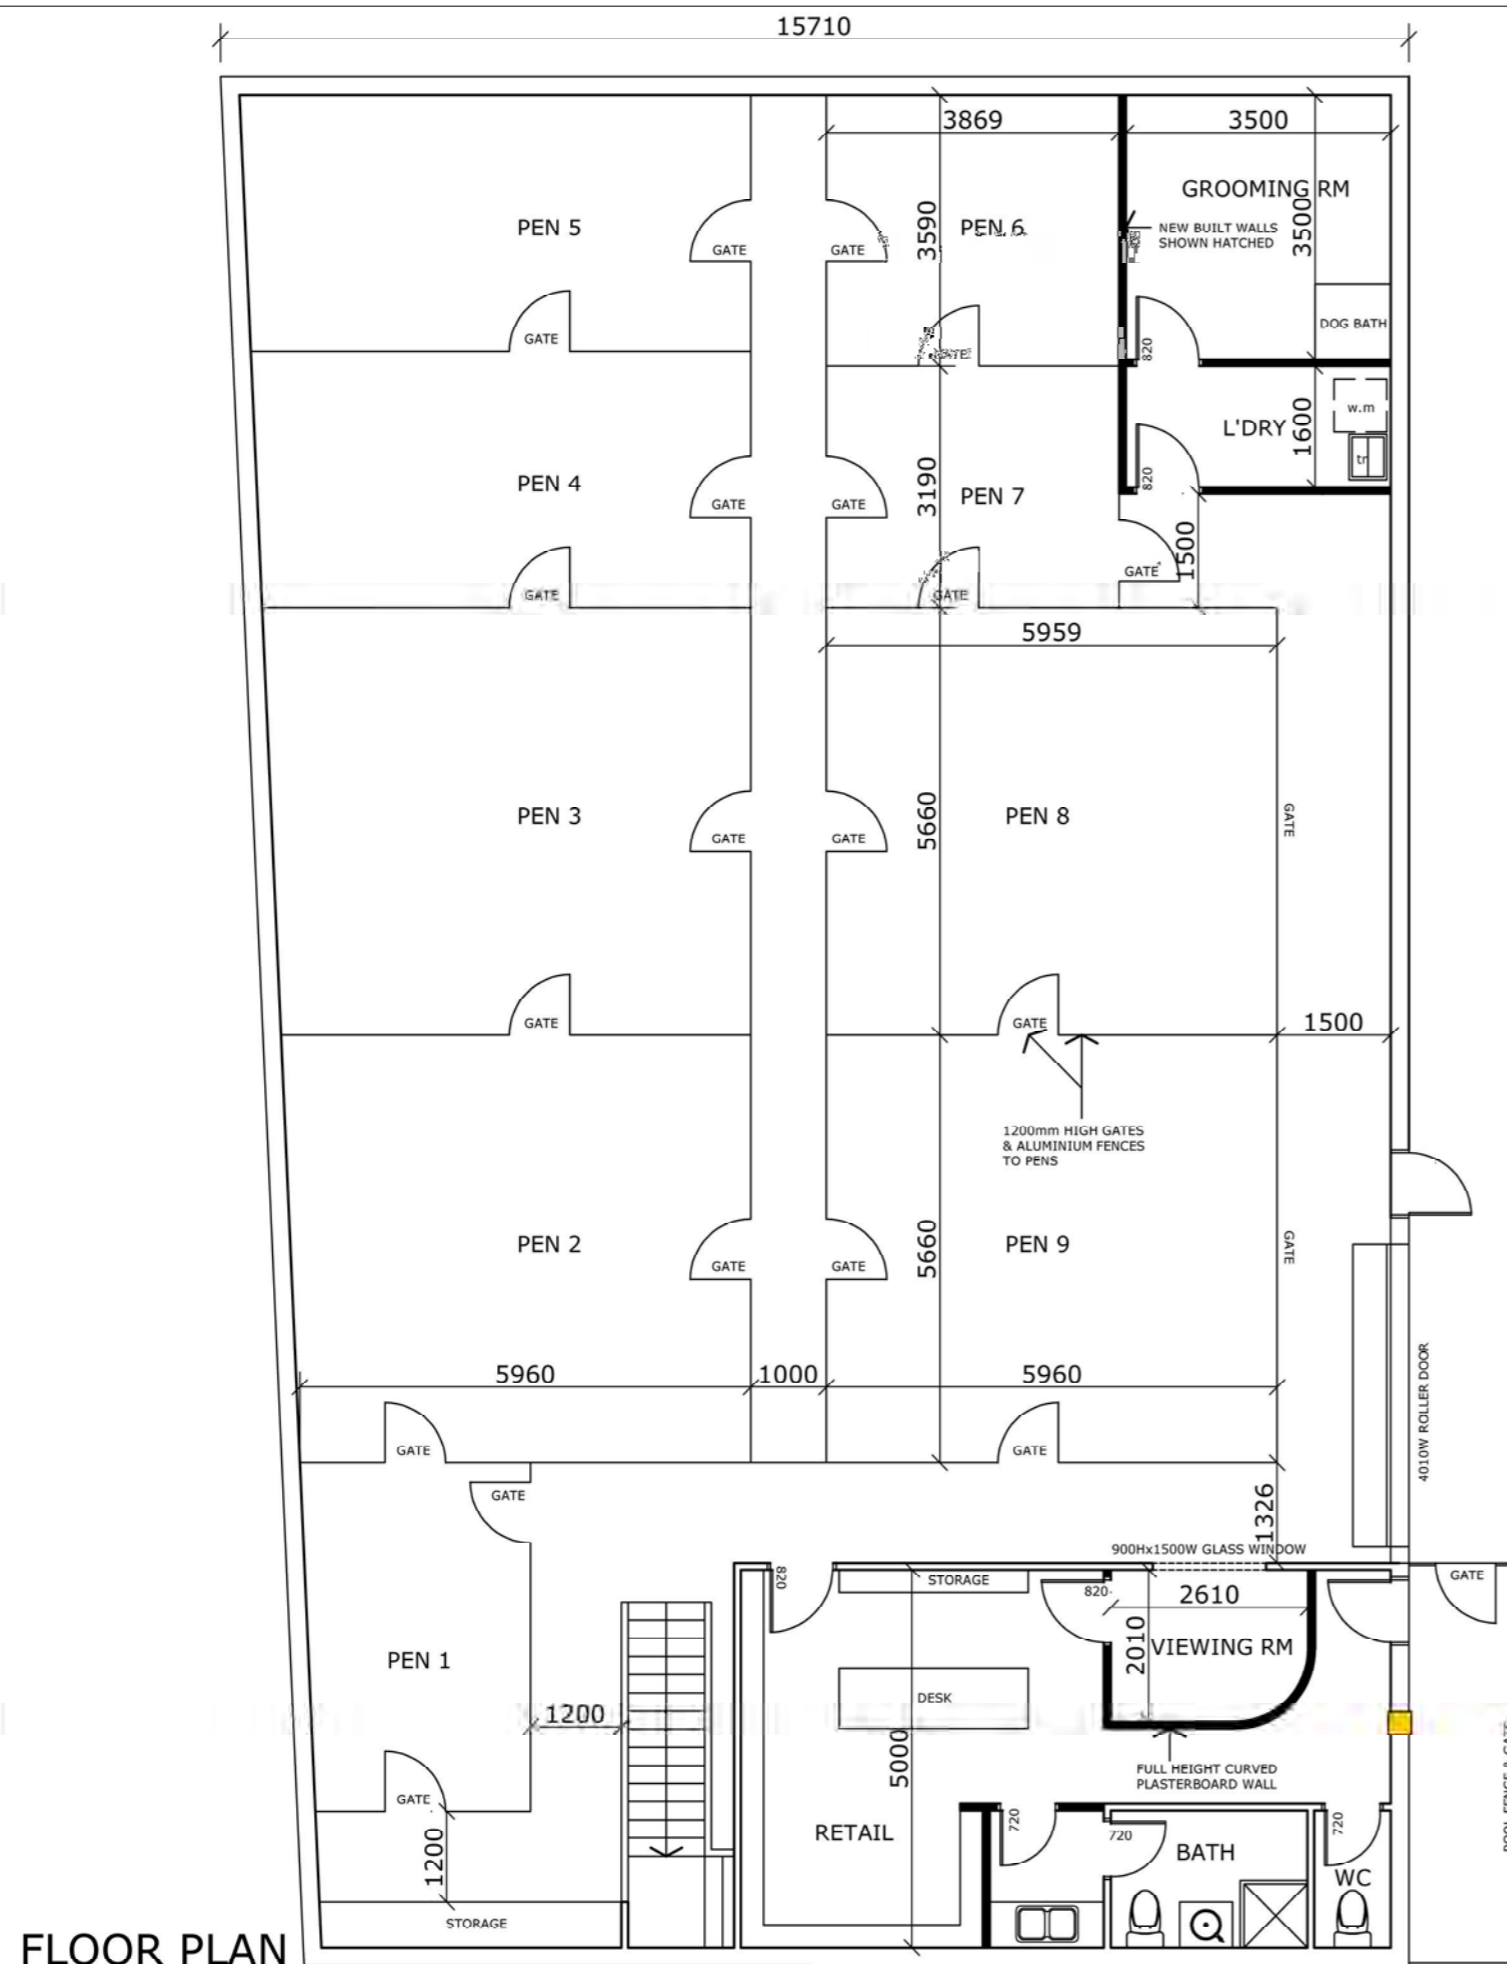 15710
3869
3500
GROOMING RM
3500
NEW BUILT WALLS
SHOWN HATCHED
PEN 5
GATE
GATE
3590
PEN 6
GATE
GATE
DOG BATH
820
L'DRY
1600
w.m
tr
820
PEN 4
GATE
GATE
3190
PEN 7
GATE
GATE
GATE
1500
5959
PEN 3
GATE
GATE
5660
PEN 8
GATE
GATE
GATE
1500
1200mm HIGH GATES
& ALUMINIUM FENCES
TO PENS
PEN 2
GATE
GATE
5660
PEN 9
GATE
5960
1000
5960
4010W ROLLER DOOR
GATE
GATE
GATE
1326
900Hx1500W GLASS WINDOW
820
STORAGE
820
2610
GATE
2010
VIEWING RM
PEN 1
DESK
1200
5000
FULL HEIGHT CURVED
PLASTERBOARD WALL
GATE
RETAIL
720
720
BATH
720
WC
1200
STORAGE
FLOOR PLAN